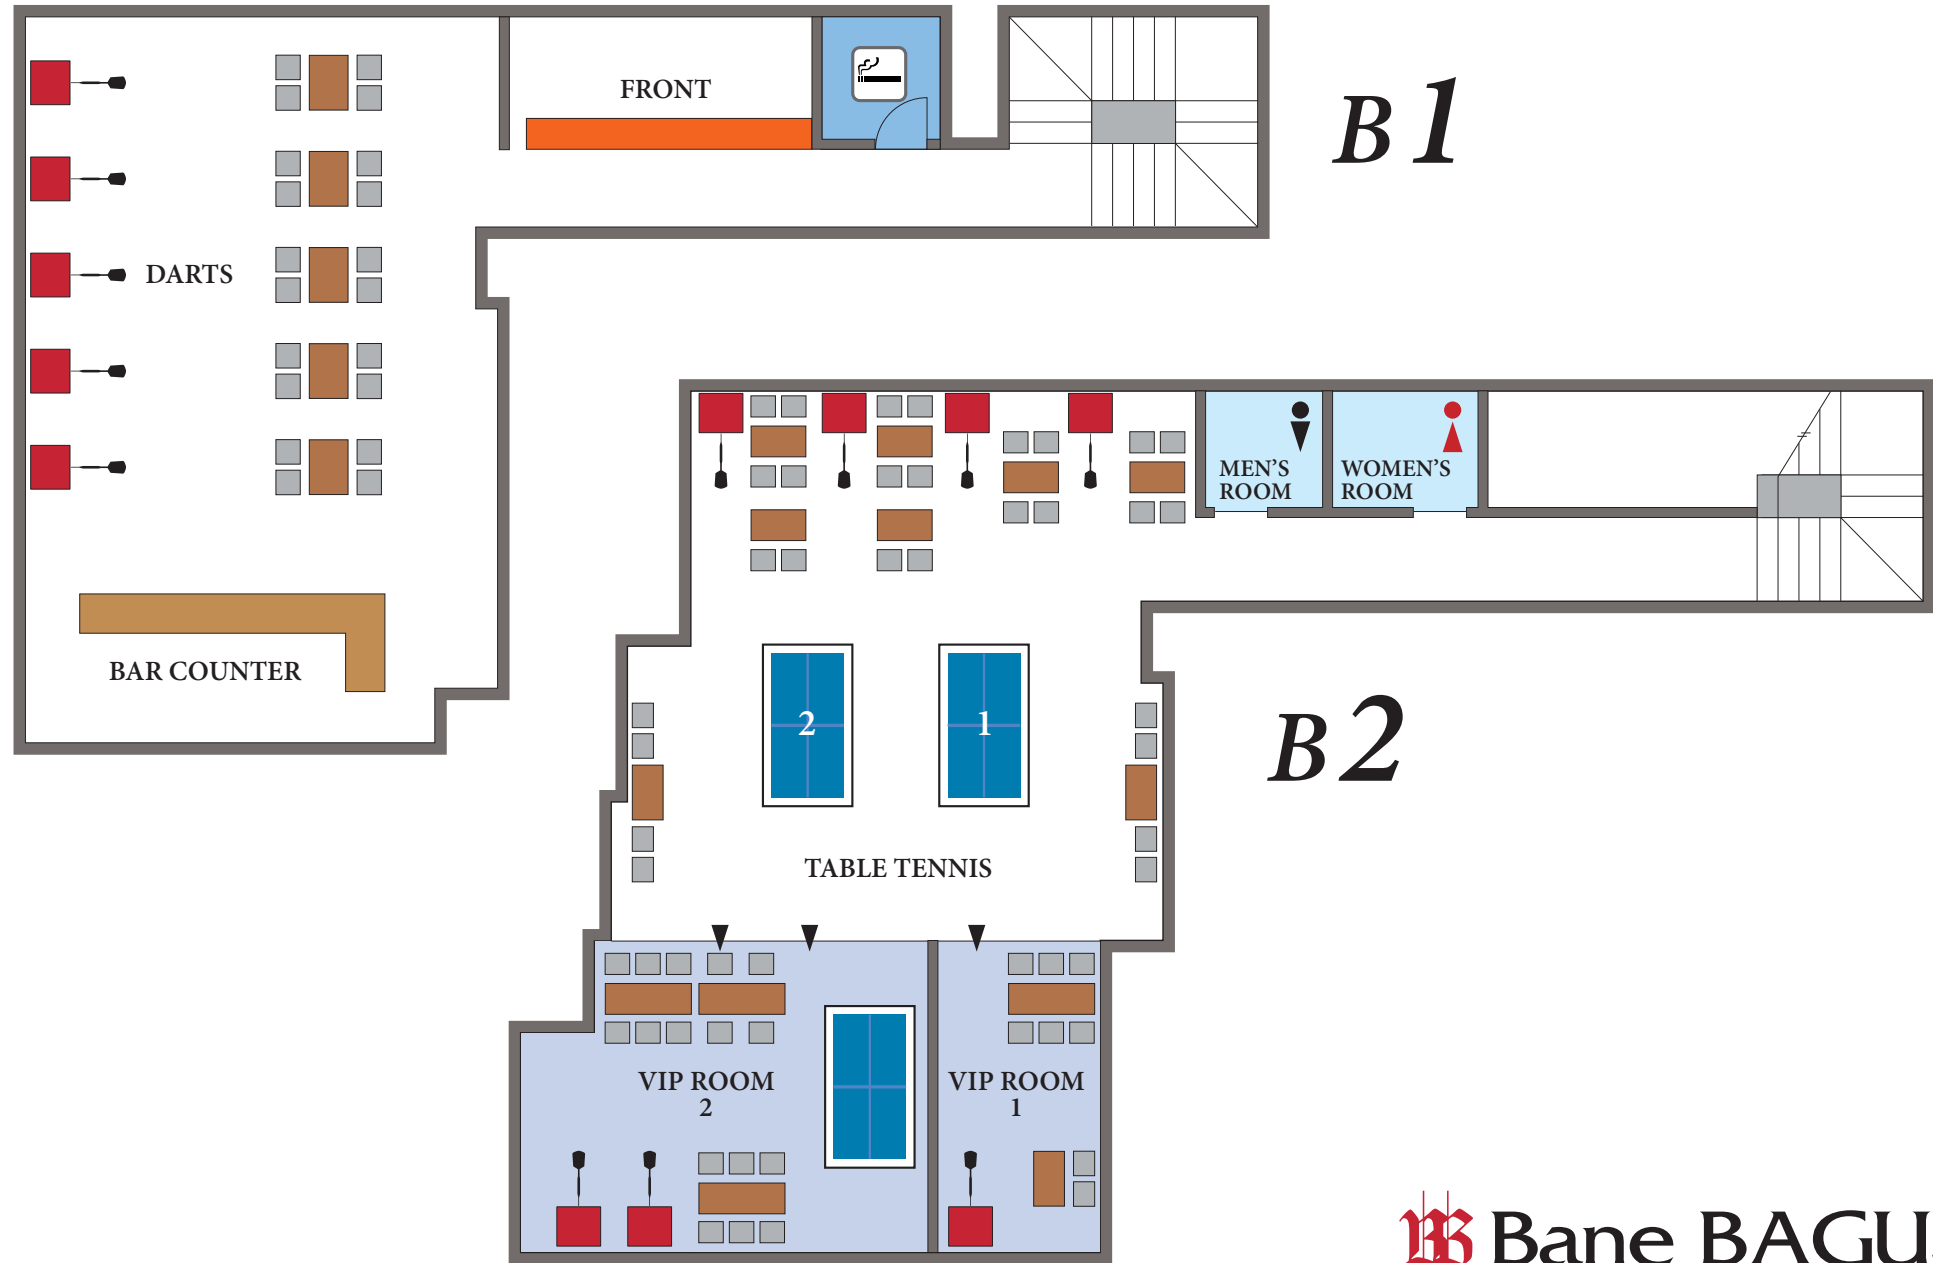 FRONT
B1
DARTS
BAR COUNTER
MEN'S
ROOM
WOMEN'S
ROOM
2
1
B2
TABLE TENNIS
VIP ROOM
2
VIP ROOM
1
Bane BAGU